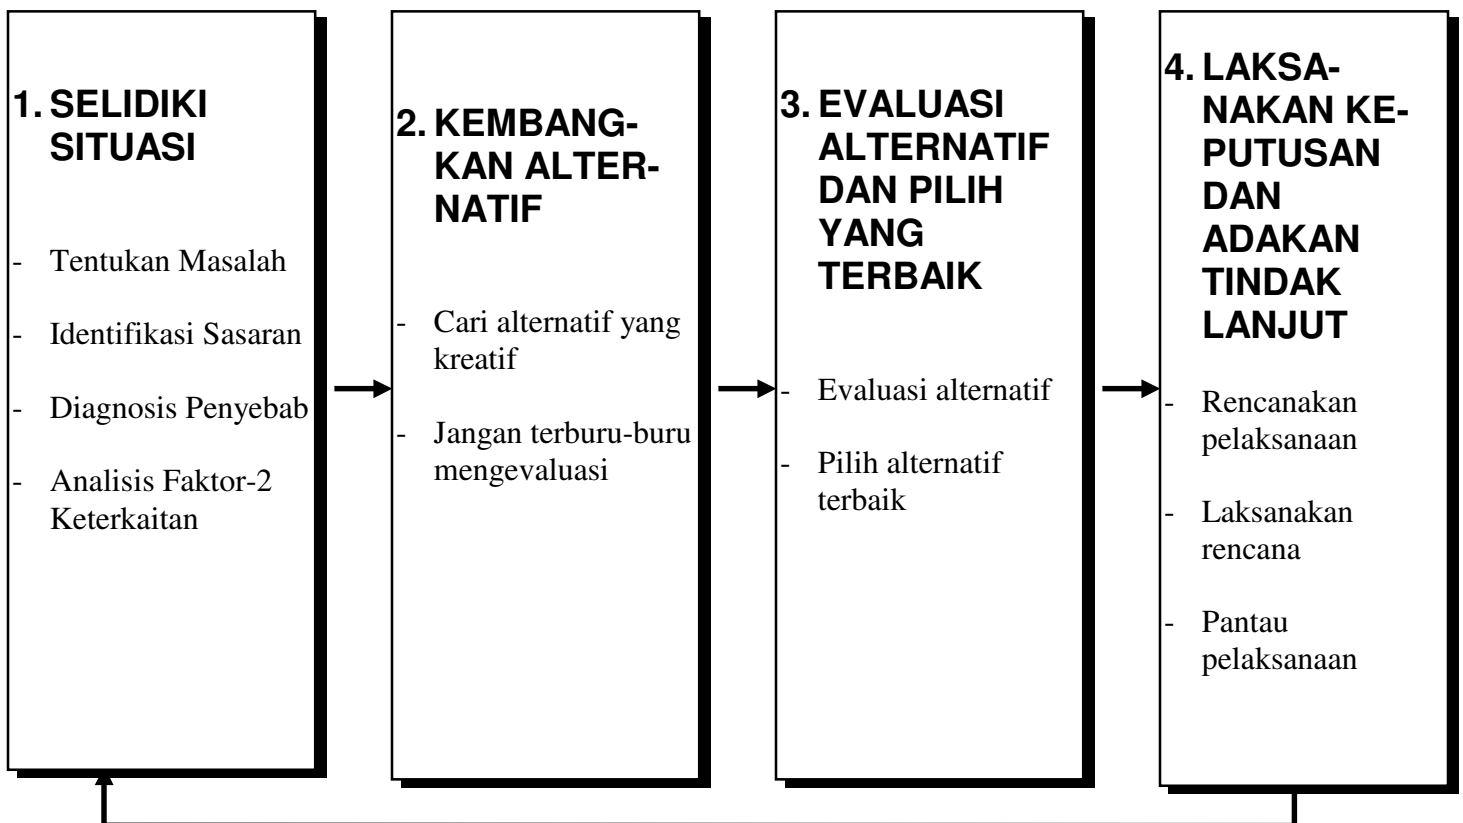 1. SELIDIKI
SITUASI
- Tentukan Masalah
- Identifikasi Sasaran
- Diagnosis Penyebab
- Analisis Faktor-2
Keterkaitan
2. KEMBANG-
KAN ALTER-
NATIF
- Cari alternatif yang
kreatif
- Jangan terburu-buru
mengevaluasi
3. EVALUASI
ALTERNATIF
DAN PILIH
YANG
TERBAIK
- Evaluasi alternatif
- Pilih alternatif
terbaik
4. LAKSA-
NAKAN KE-
PUTUSAN
DAN
ADAKAN
TINDAK
LANJUT
- Rencanakan
pelaksanaan
- Laksanakan
rencana
- Pantau
pelaksanaan